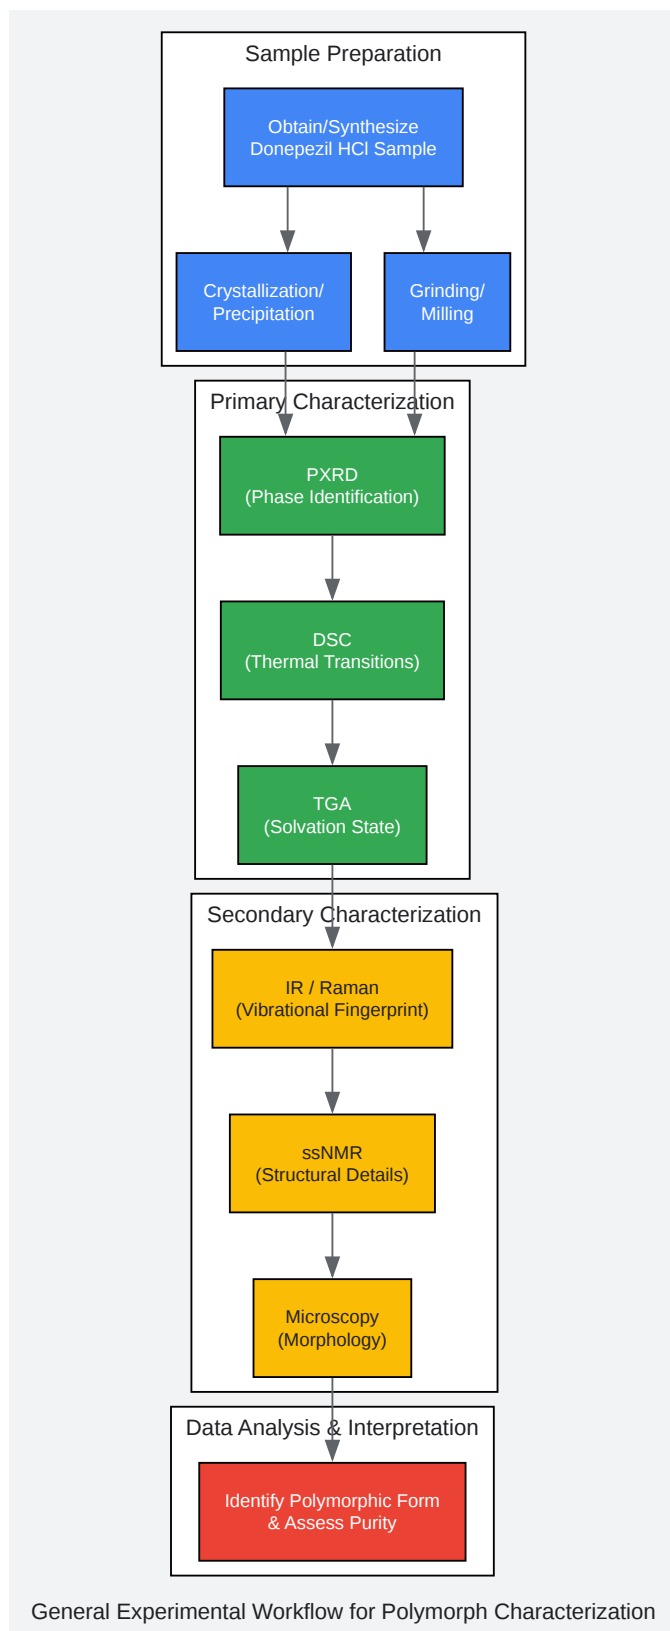 Sample Preparation
Obtain/Synthesize
Donepezil HCl Sample
Crystallization/
Precipitation
Grinding/
Milling
Primary Characterization
PXRD
(Phase Identification)
DSC
(Thermal Transitions)
TGA
(Solvation State)
Secondary Characterization
IR / Raman
(Vibrational Fingerprint)
ssNMR
(Structural Details)
Microscopy
(Morphology)
Data Analysis & Interpretation
Identify Polymorphic Form
& Assess Purity
General Experimental Workflow for Polymorph Characterization